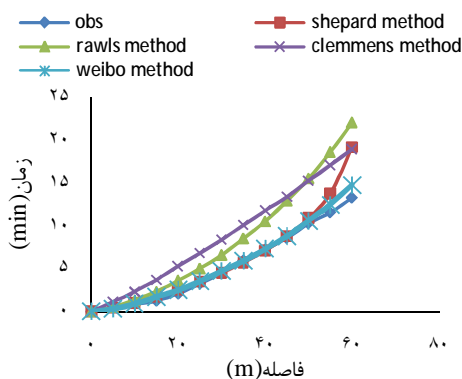 obs
shepard method
rawls method
clemmens method
weibo method
۲۵
۲۰
۱۵
۱۰
۵
۰
زمان(min)
۰ ۲۰ ۴۰ ۶۰ ۸۰
فاصله(m)